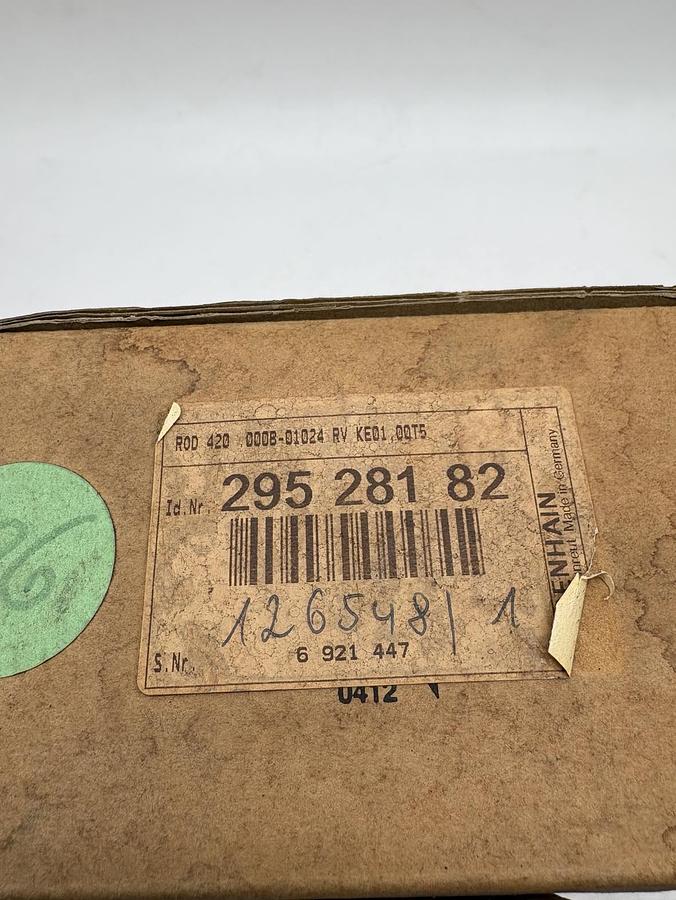 ROD 420 .000B-01024 RV KE01,00T5
Id.Nr. 295 281 82
1265481 1
6 921 447
S.Nr.
ENHAIN
nreut Made in Germany
0412